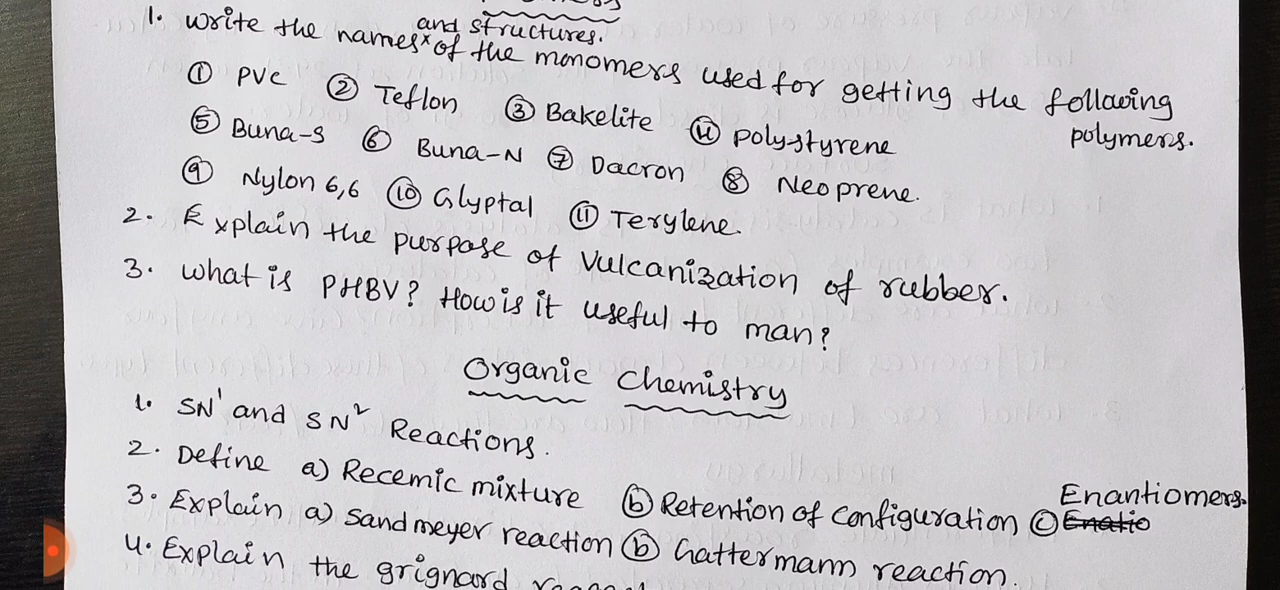 1. Write the names and structures. of the monomers used for getting the following polymers.
① PVC ② Teflon ③ Bakelite ④ polystyrene
⑤ Buna-S ⑥ Buna-N ⑦ Dacron ⑧ Neoprene.
⑨ Nylon 6,6 ⑩ Glyptal ⑪ Terylene.
2. Explain the purpose of Vulcanization of rubber.
3. What is PHBV? How is it useful to man?
Organic Chemistry
1. SN¹ and SN² Reactions.
2. Define a) Recemic mixture ⓑ Retention of configuration ⓒ Enantiomers.
3. Explain a) Sandmeyer reaction ⓑ Gattermann reaction.
4. Explain the grignard